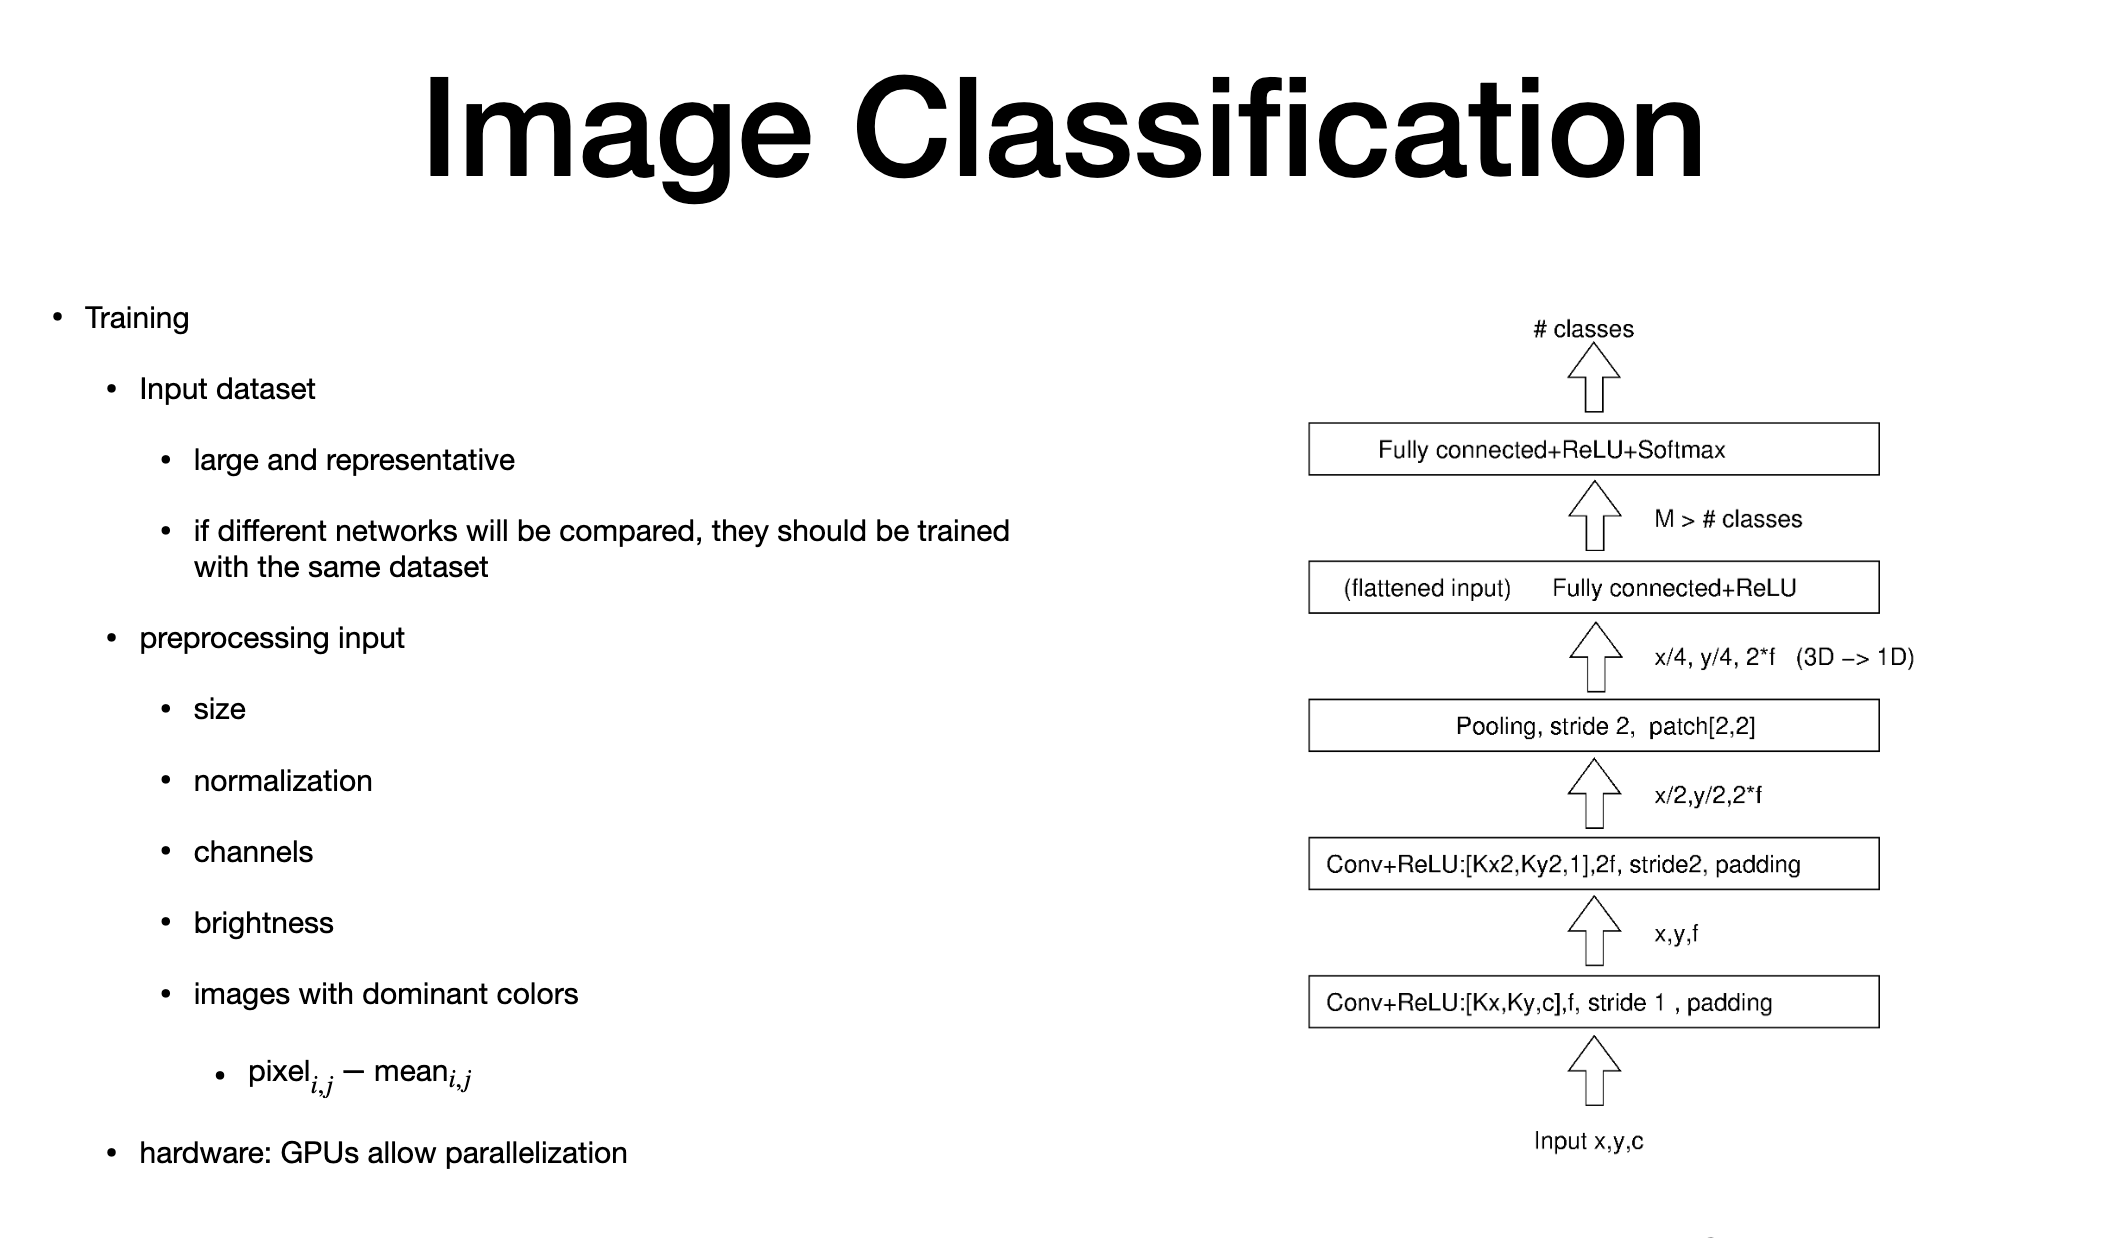 Image Classification
• Training
• Input dataset
• large and representative
• if different networks will be compared, they should be trained
with the same dataset
• preprocessing input
• size
• normalization
• channels
• brightness
• images with dominant colors
• pixel_{i,j} − mean_{i,j}
• hardware: GPUs allow parallelization
# classes
Fully connected+ReLU+Softmax
M > # classes
(flattened input) Fully connected+ReLU
x/4, y/4, 2*f (3D −> 1D)
Pooling, stride 2, patch[2,2]
x/2,y/2,2*f
Conv+ReLU:[Kx2,Ky2,1],2f, stride2, padding
x,y,f
Conv+ReLU:[Kx,Ky,c],f, stride 1 , padding
Input x,y,c